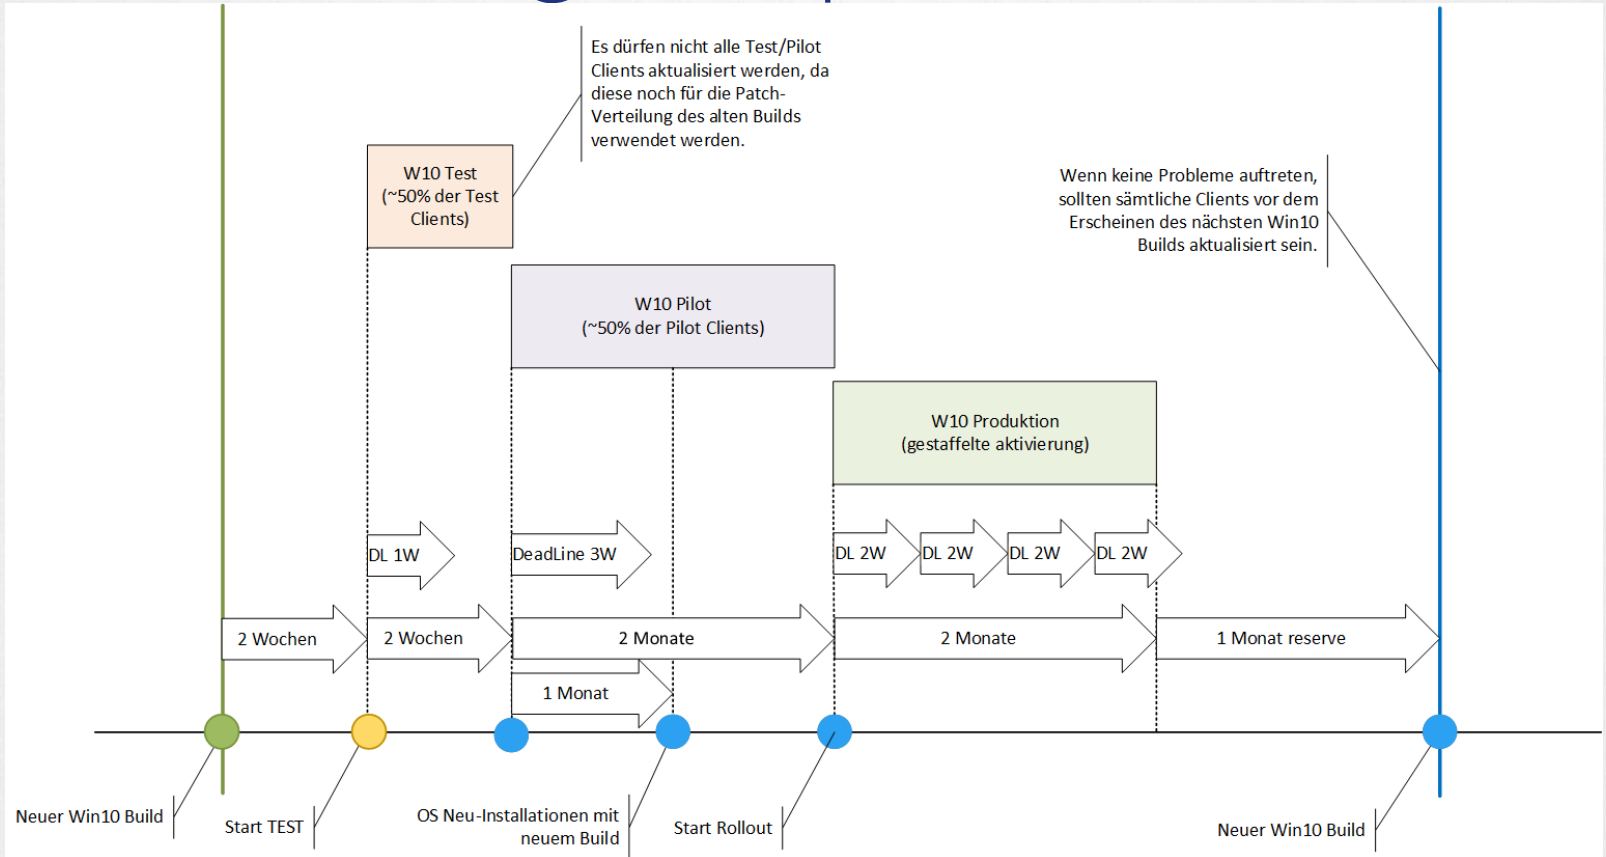 Es dürfen nicht alle Test/Pilot
Clients aktualisiert werden, da
diese noch für die Patch-
Verteilung des alten Builds
verwendet werden.
W10 Test
(~50% der Test
Clients)
Wenn keine Probleme auftreten,
sollten sämtliche Clients vor dem
Erscheinen des nächsten Win10
Builds aktualisiert sein.
W10 Pilot
(~50% der Pilot Clients)
W10 Produktion
(gestaffelte aktivierung)
DL 1W
DeadLine 3W
DL 2W
DL 2W
DL 2W
DL 2W
2 Wochen
2 Wochen
2 Monate
2 Monate
1 Monat reserve
1 Monat
Neuer Win10 Build
Start TEST
OS Neu-Installationen mit
neuem Build
Start Rollout
Neuer Win10 Build